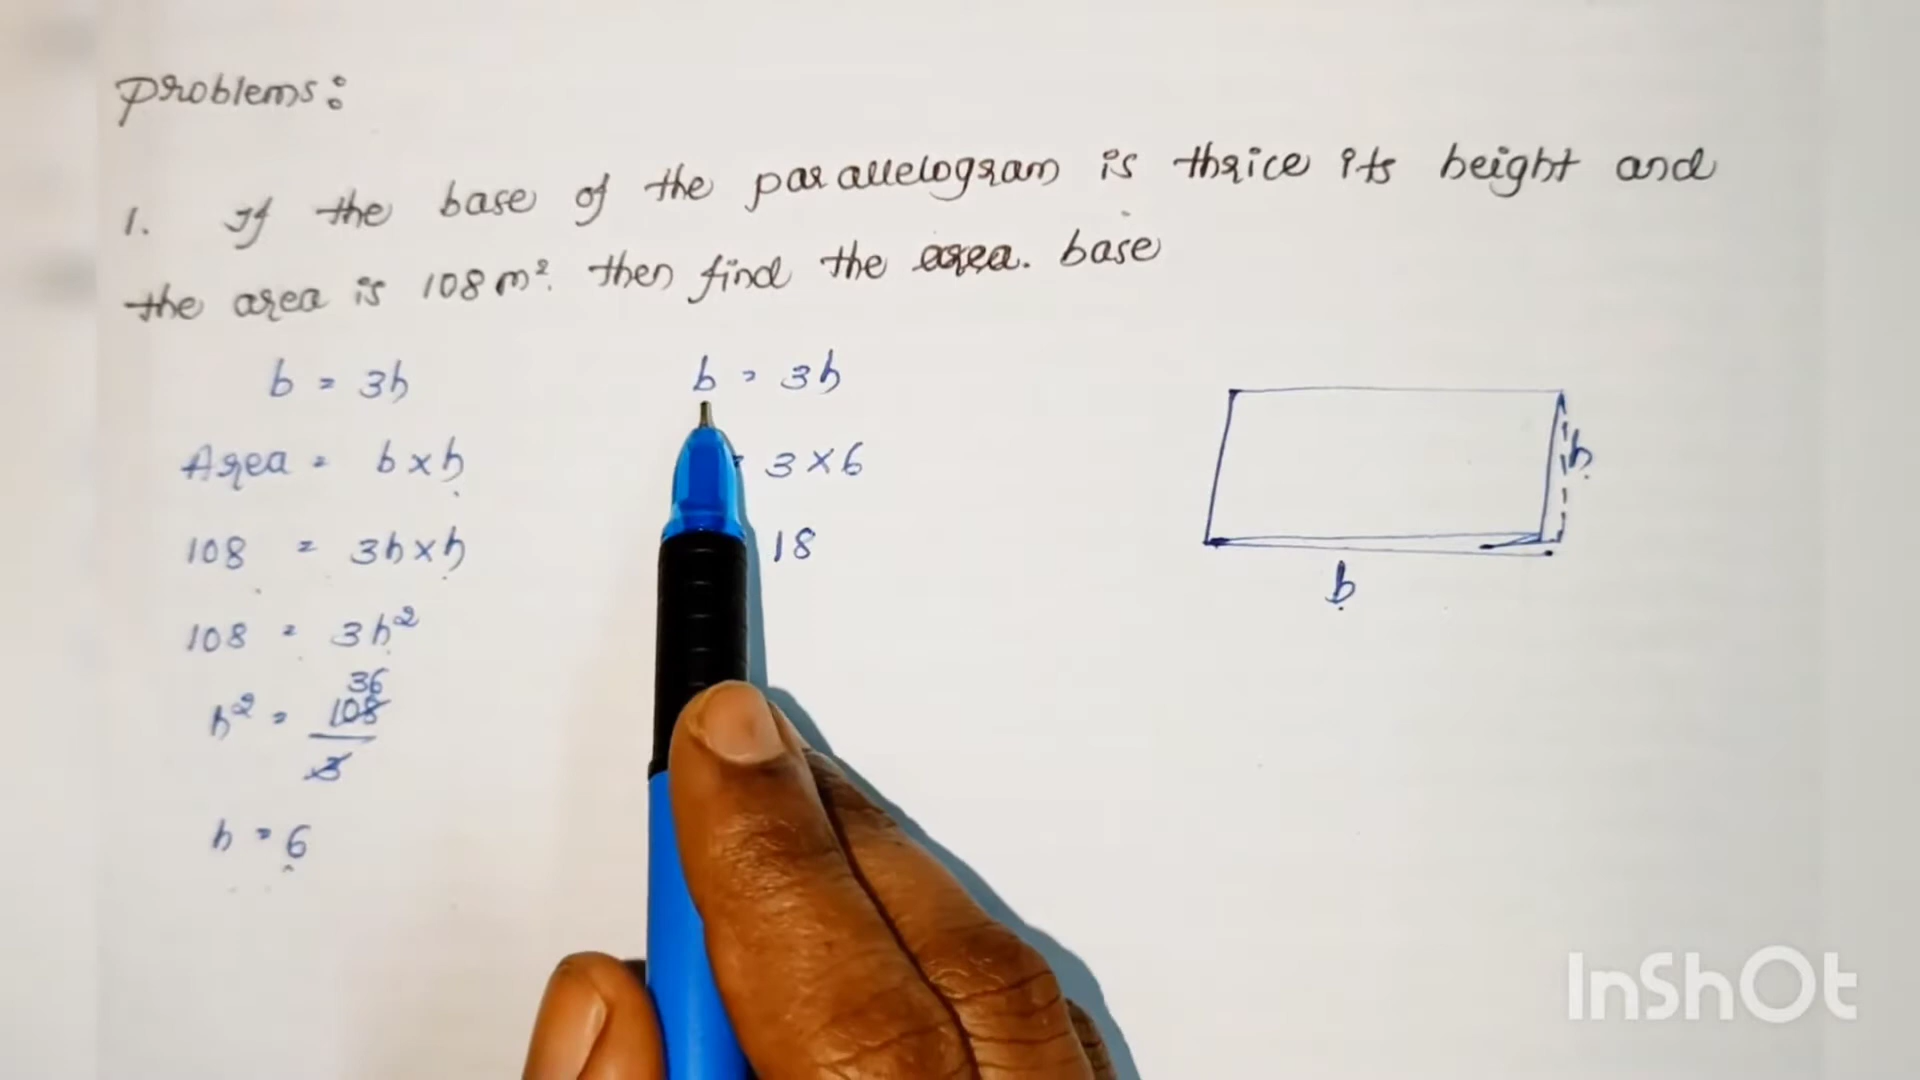 Problems:
1. If the base of the parallelogram is thrice its height and
the area is 108 m². then find the area. base
b = 3h
Area = b×h
108 = 3h×h
108 = 3h²
36
h² = 108
3
h = 6
b = 3h
= 3×6
18
h
b
InShOt